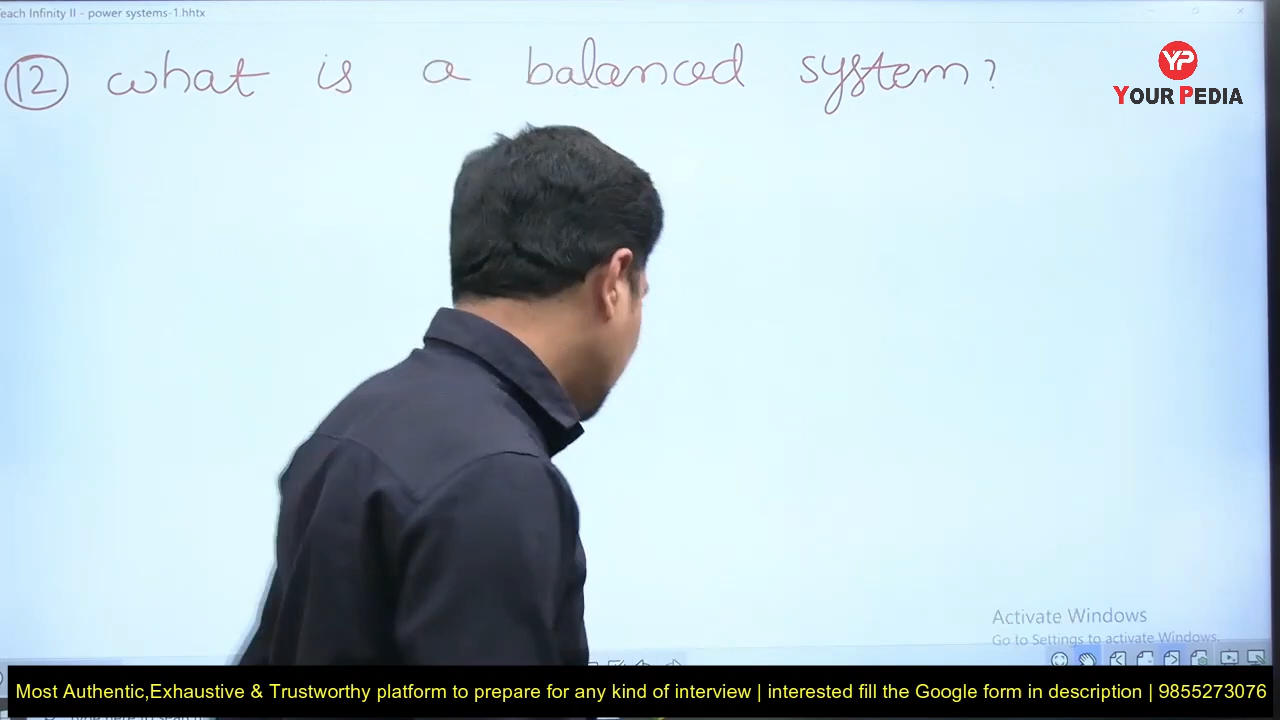 Teach Infinity II - power systems-1.hhtx
12 what is a balanced system?
YP
YOUR PEDIA
Activate Windows
Go to Settings to activate Windows.
Most Authentic,Exhaustive & Trustworthy platform to prepare for any kind of interview | interested fill the Google form in description | 9855273076